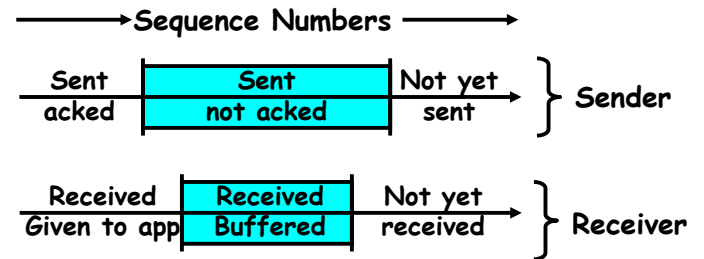 Sequence Numbers
Sent Sent Not yet
acked not acked sent
Sender
Received Received Not yet
Given to app Buffered received
Receiver